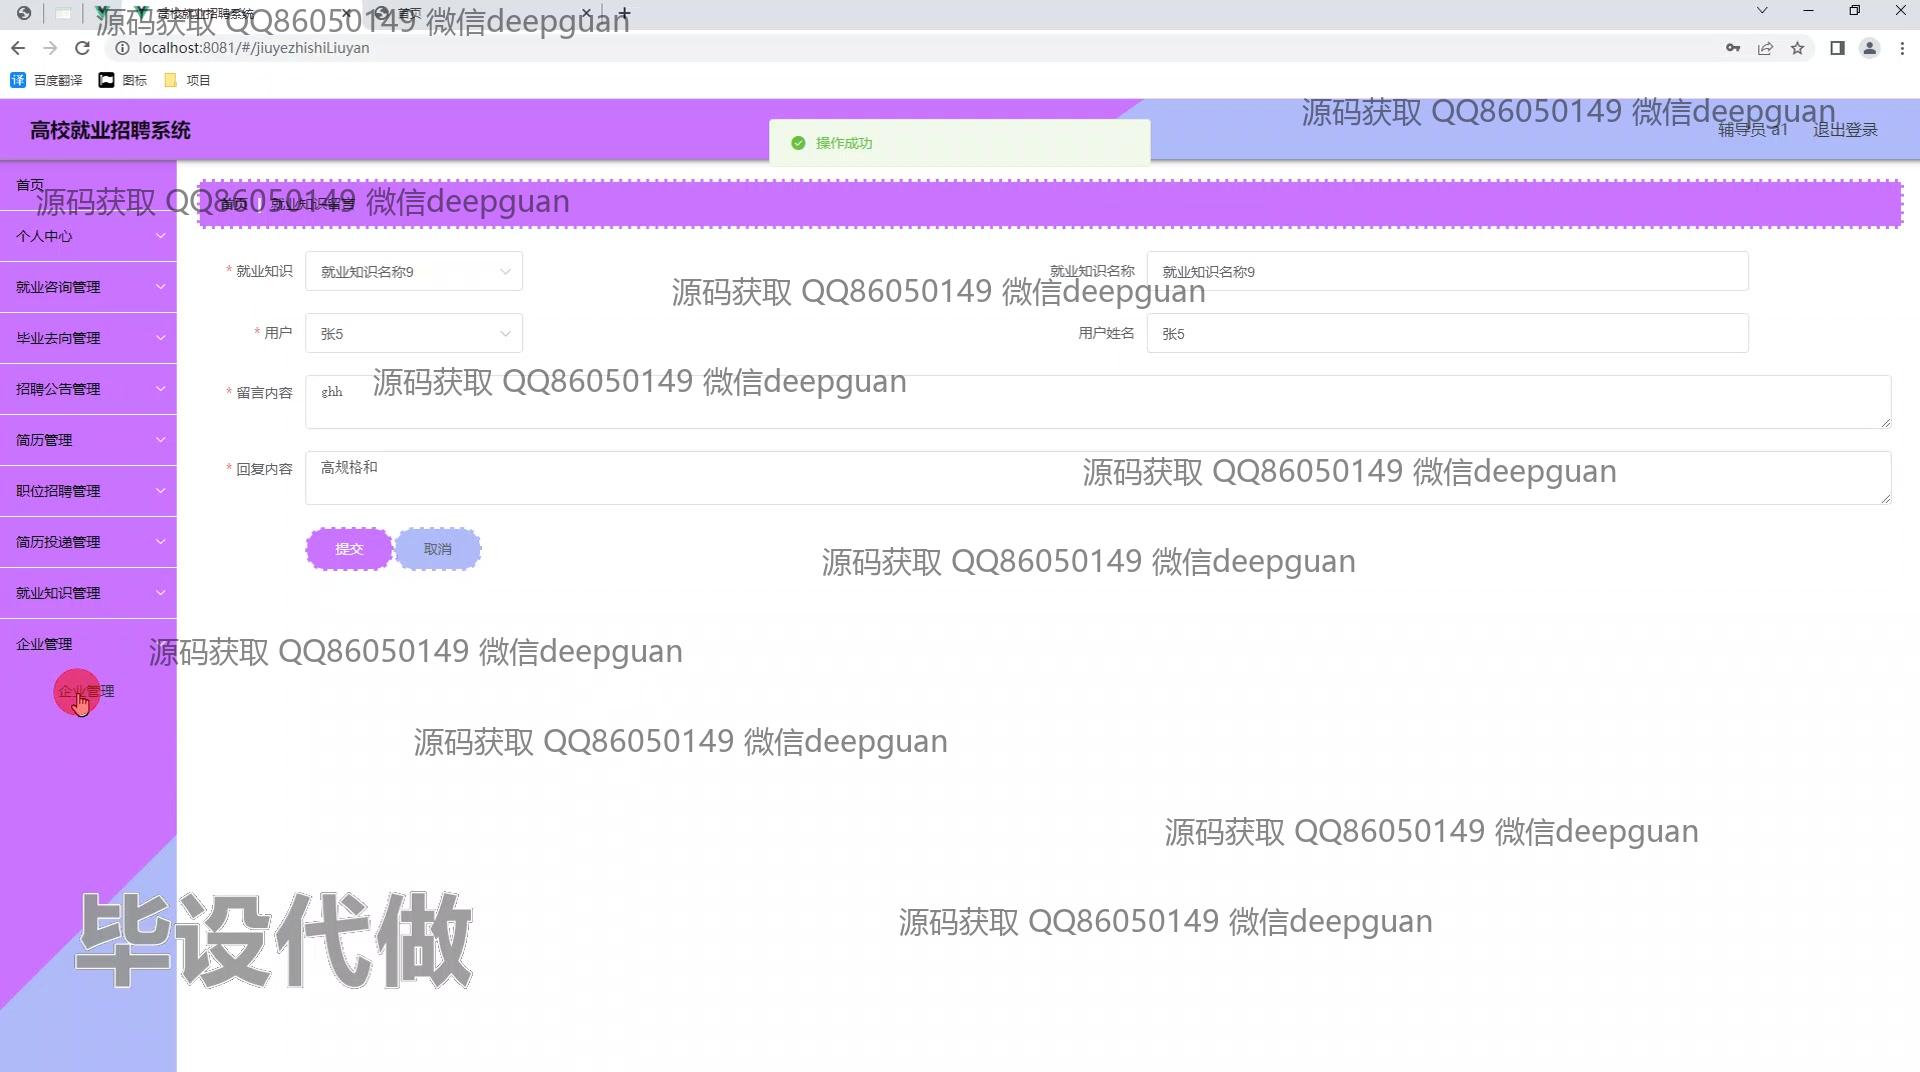 高校就业招聘系统
首页
源码获取 QQ86050149 微信deepguan
localhost:8081/#/jiuyezhishiLiuyan
百度翻译 图标 项目
高校就业招聘系统
操作成功
源码获取 QQ86050149 微信deepguan
辅导员 a1 退出登录
首页
源码获取 QQ86050149 微信deepguan
首页 就业知识留言
个人中心
就业咨询管理
毕业去向管理
招聘公告管理
简历管理
职位招聘管理
简历投递管理
就业知识管理
企业管理
企业管理
* 就业知识 就业知识名称9 就业知识名称 就业知识名称9
源码获取 QQ86050149 微信deepguan
* 用户 张5 用户姓名 张5
* 留言内容 ghh
源码获取 QQ86050149 微信deepguan
* 回复内容 高规格和
源码获取 QQ86050149 微信deepguan
提交 取消
源码获取 QQ86050149 微信deepguan
源码获取 QQ86050149 微信deepguan
源码获取 QQ86050149 微信deepguan
源码获取 QQ86050149 微信deepguan
源码获取 QQ86050149 微信deepguan
毕设代做